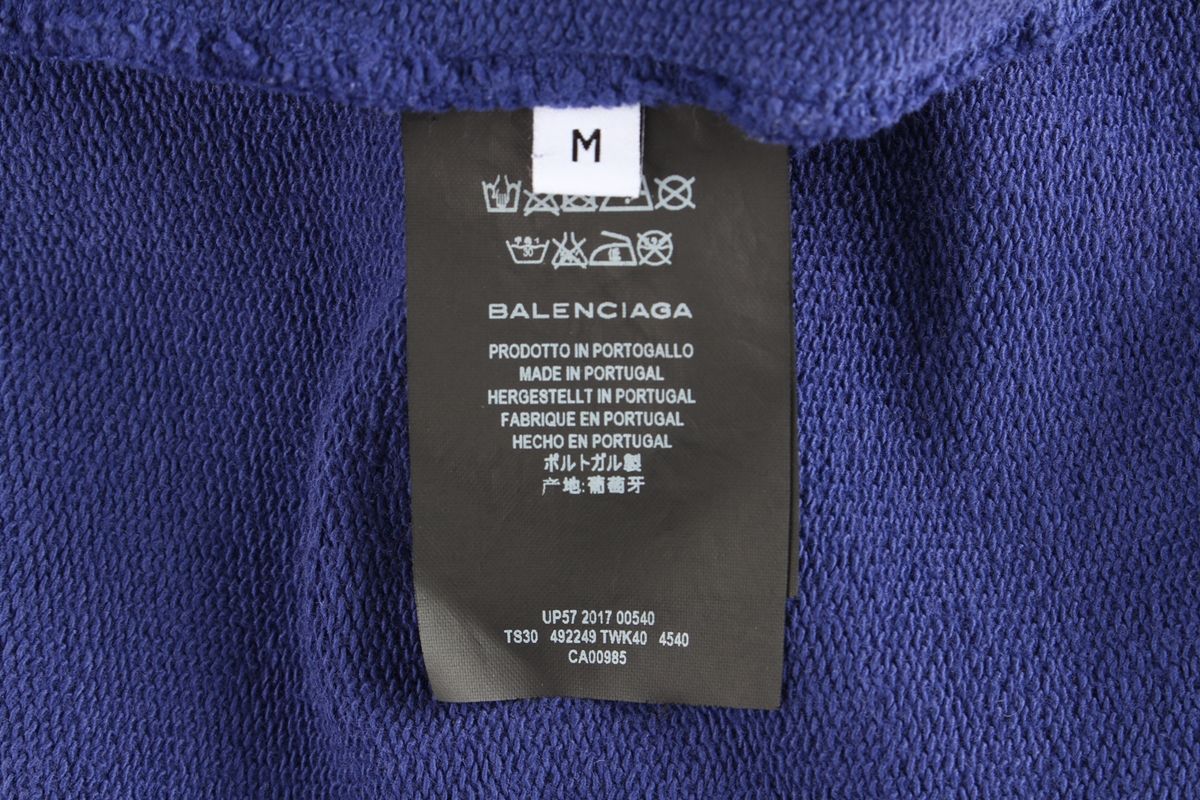 M
30
BALENCIAGA
PRODOTTO IN PORTOGALLO
MADE IN PORTUGAL
HERGESTELLT IN PORTUGAL
FABRIQUE EN PORTUGAL
HECHO EN PORTUGAL
ポルトガル製
产地:葡萄牙
UP57 2017 00540
TS30 492249 TWK40 4540
CA00985